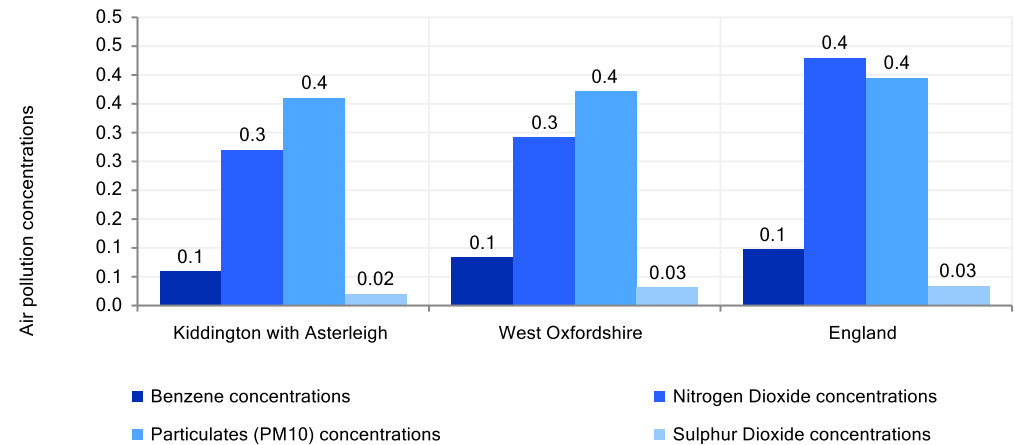 Air pollution concentrations
0.5
0.5
0.4
0.4
0.3
0.3
0.2
0.2
0.1
0.1
0.0
0.1
0.3
0.4
0.02
0.1
0.3
0.4
0.03
0.1
0.4
0.4
0.03
Kiddington with Asterleigh
West Oxfordshire
England
Benzene concentrations
Nitrogen Dioxide concentrations
Particulates (PM10) concentrations
Sulphur Dioxide concentrations